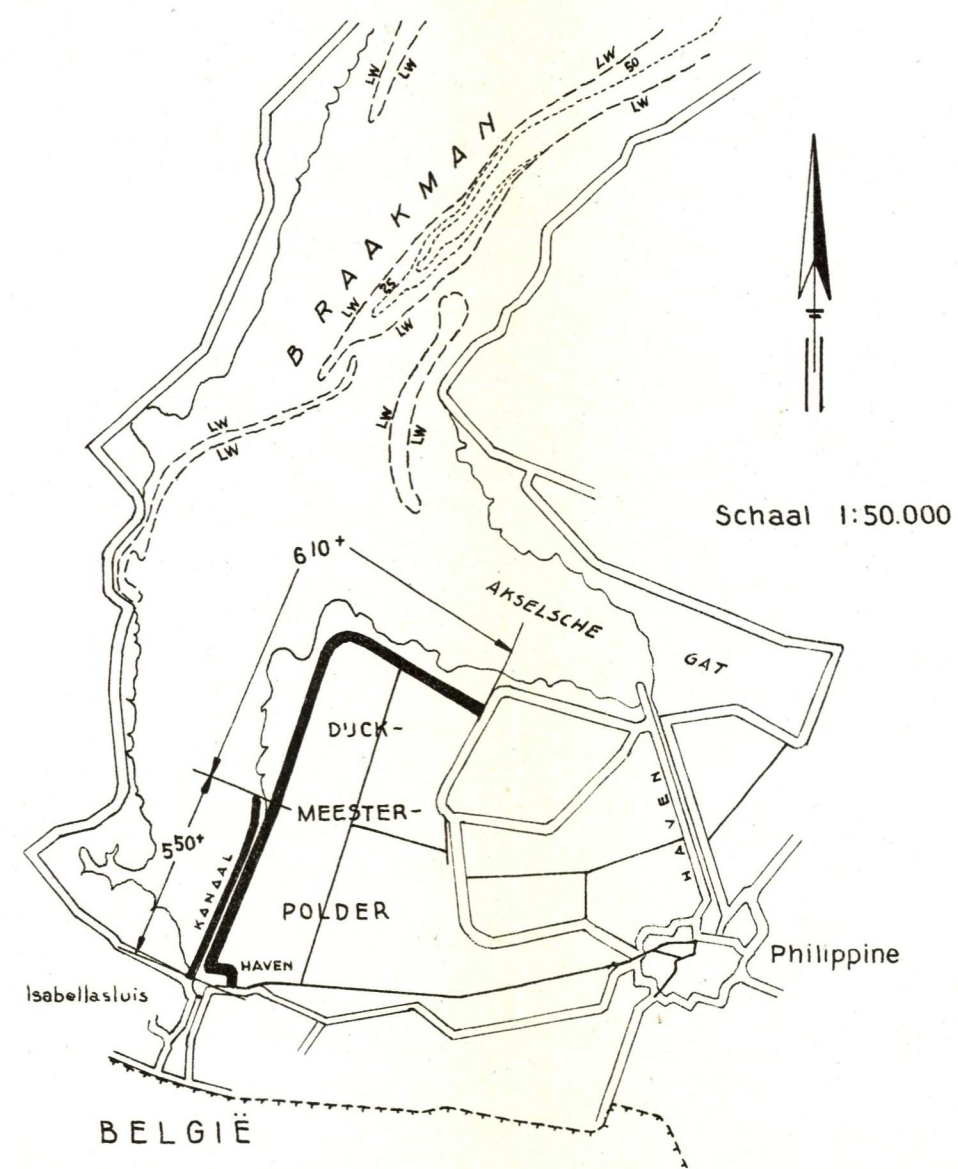 LW
LW
LW
50
LW
BRAAKMAN
25
LW
LW
LW
LW
LW
LW
Schaal 1:50.000
6¹⁰⁺
AKSELSCHE
GAT
DIJCK-
MEESTER-
POLDER
5⁵⁰⁺
KANAAL
HAVEN
HAVEN
Philippine
Isabellasluis
BELGIË